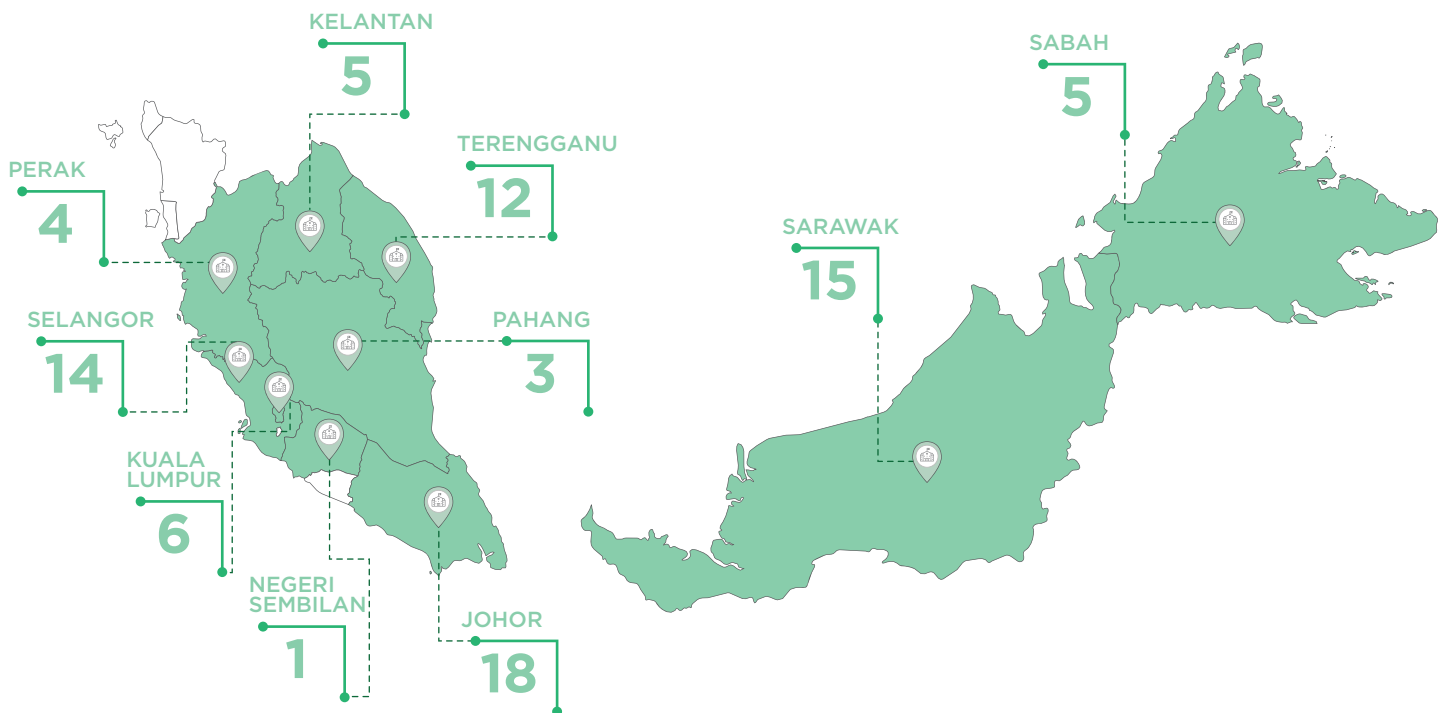 KELANTAN
5
SABAH
5
TERENGGANU
12
PERAK
4
SARAWAK
15
SELANGOR
14
PAHANG
3
KUALA
LUMPUR
6
NEGERI
SEMBILAN
1
JOHOR
18